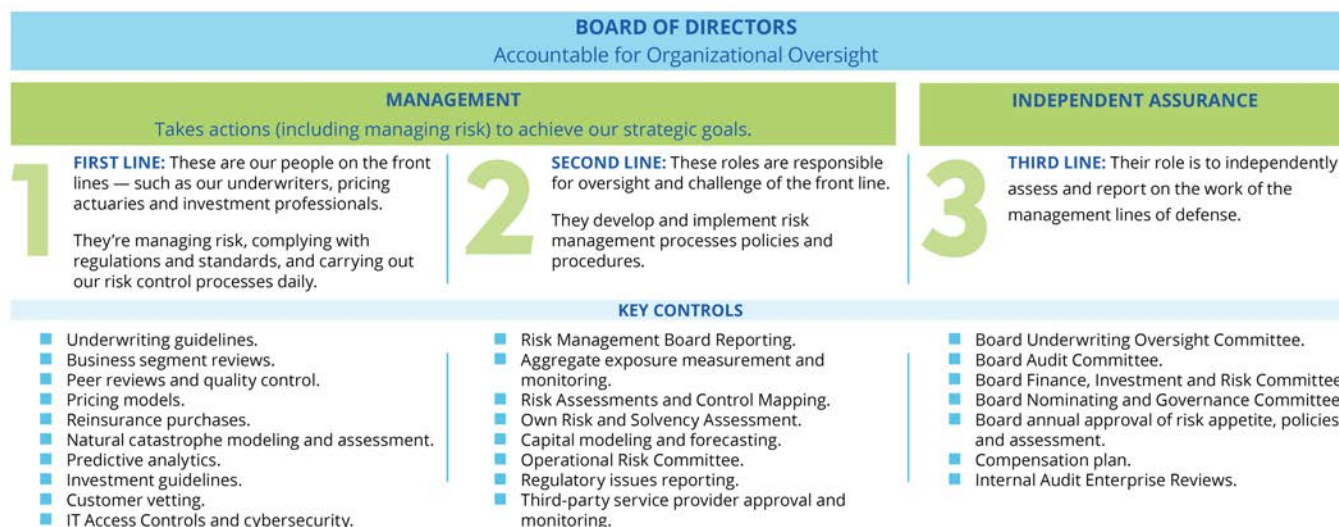 BOARD OF DIRECTORS
Accountable for Organizational Oversight
MANAGEMENT
Takes actions (including managing risk) to achieve our strategic goals.
INDEPENDENT ASSURANCE
1
FIRST LINE: These are our people on the front
lines — such as our underwriters, pricing
actuaries and investment professionals.
They're managing risk, complying with
regulations and standards, and carrying out
our risk control processes daily.
2
SECOND LINE: These roles are responsible
for oversight and challenge of the front line.
They develop and implement risk
management processes policies and
procedures.
3
THIRD LINE: Their role is to independently
assess and report on the work of the
management lines of defense.
KEY CONTROLS
Underwriting guidelines.
Business segment reviews.
Peer reviews and quality control.
Pricing models.
Reinsurance purchases.
Natural catastrophe modeling and assessment.
Predictive analytics.
Investment guidelines.
Customer vetting.
IT Access Controls and cybersecurity.
Risk Management Board Reporting.
Aggregate exposure measurement and
monitoring.
Risk Assessments and Control Mapping.
Own Risk and Solvency Assessment.
Capital modeling and forecasting.
Operational Risk Committee.
Regulatory issues reporting.
Third-party service provider approval and
monitoring.
Board Underwriting Oversight Committee.
Board Audit Committee.
Board Finance, Investment and Risk Committee
Board Nominating and Governance Committee
Board annual approval of risk appetite, policies
and assessment.
Compensation plan.
Internal Audit Enterprise Reviews.